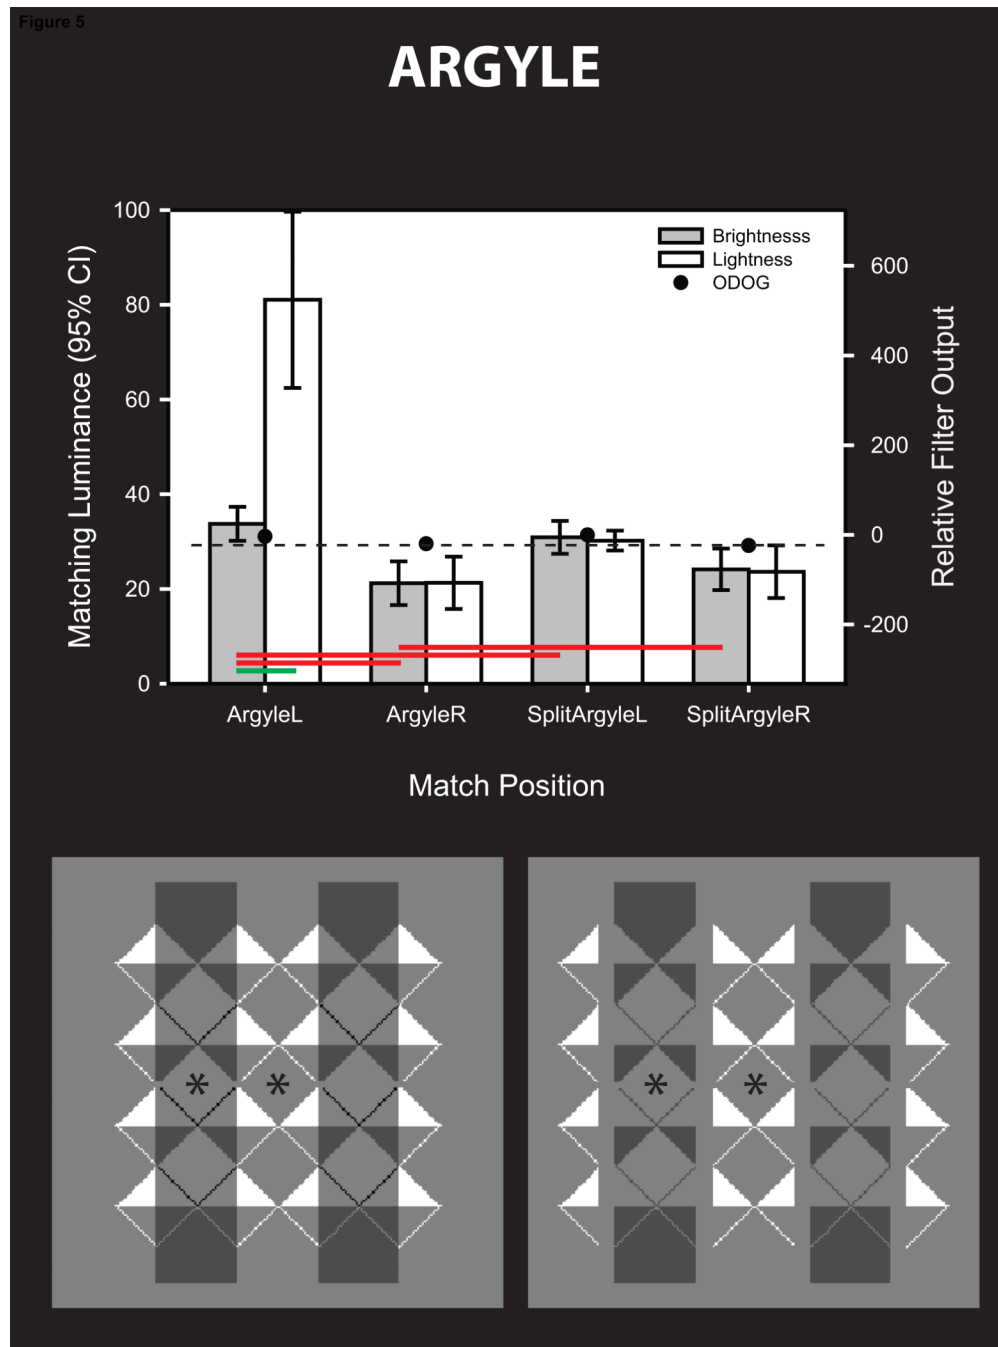 Figure 5
ARGYLE
Matching Luminance (95% CI)
100
80
60
40
20
0
Brightnesss
Lightness
ODOG
600
400
200
0
-200
Relative Filter Output
ArgyleL ArgyleR SplitArgyleL SplitArgyleR
Match Position
* *
* *